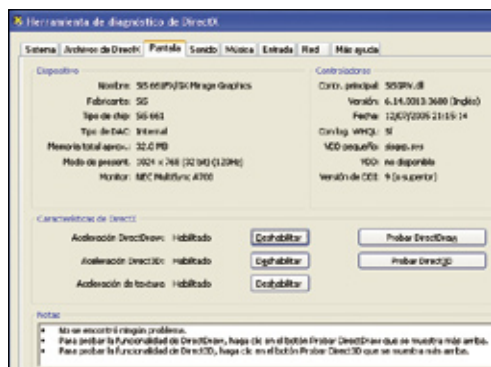 Herramienta de diagnóstico de DirectX
Sistema Archivos de DirectX Pantalla Sonido Música Entrada Red Más ayuda
Dispositivo
Nombre: SiS 661FX/GX Mirage Graphics
Fabricante: SiS
Tipo de chip: SiS 661
Tipo de DAC: Internal
Memoria total aprox.: 32.0 MB
Modo de present.: 1024 x 768 (32 bit) (120Hz)
Monitor: NEC MultiSync A700
Controladores
Contr. principal: SiSGRV.dll
Versión: 6.14.0013.3600 (Inglés)
Fecha: 12/07/2005 21:15:14
Con log. WHQL: Sí
VDD pequeño:
VDD: no disponible
Versión de DDI: 9 (o superior)
Características de DirectX
Aceleración DirectDraw: Habilitado Deshabilitar Probar DirectDraw
Aceleración Direct3D: Habilitado Deshabilitar Probar Direct3D
Aceleración de textura: Habilitado Deshabilitar
Notas
No se encontró ningún problema.
Para probar la funcionalidad de DirectDraw, haga clic en el botón Probar DirectDraw que se muestra más arriba.
Para probar la funcionalidad de Direct3D, haga clic en el botón Probar Direct3D que se muestra más arriba.